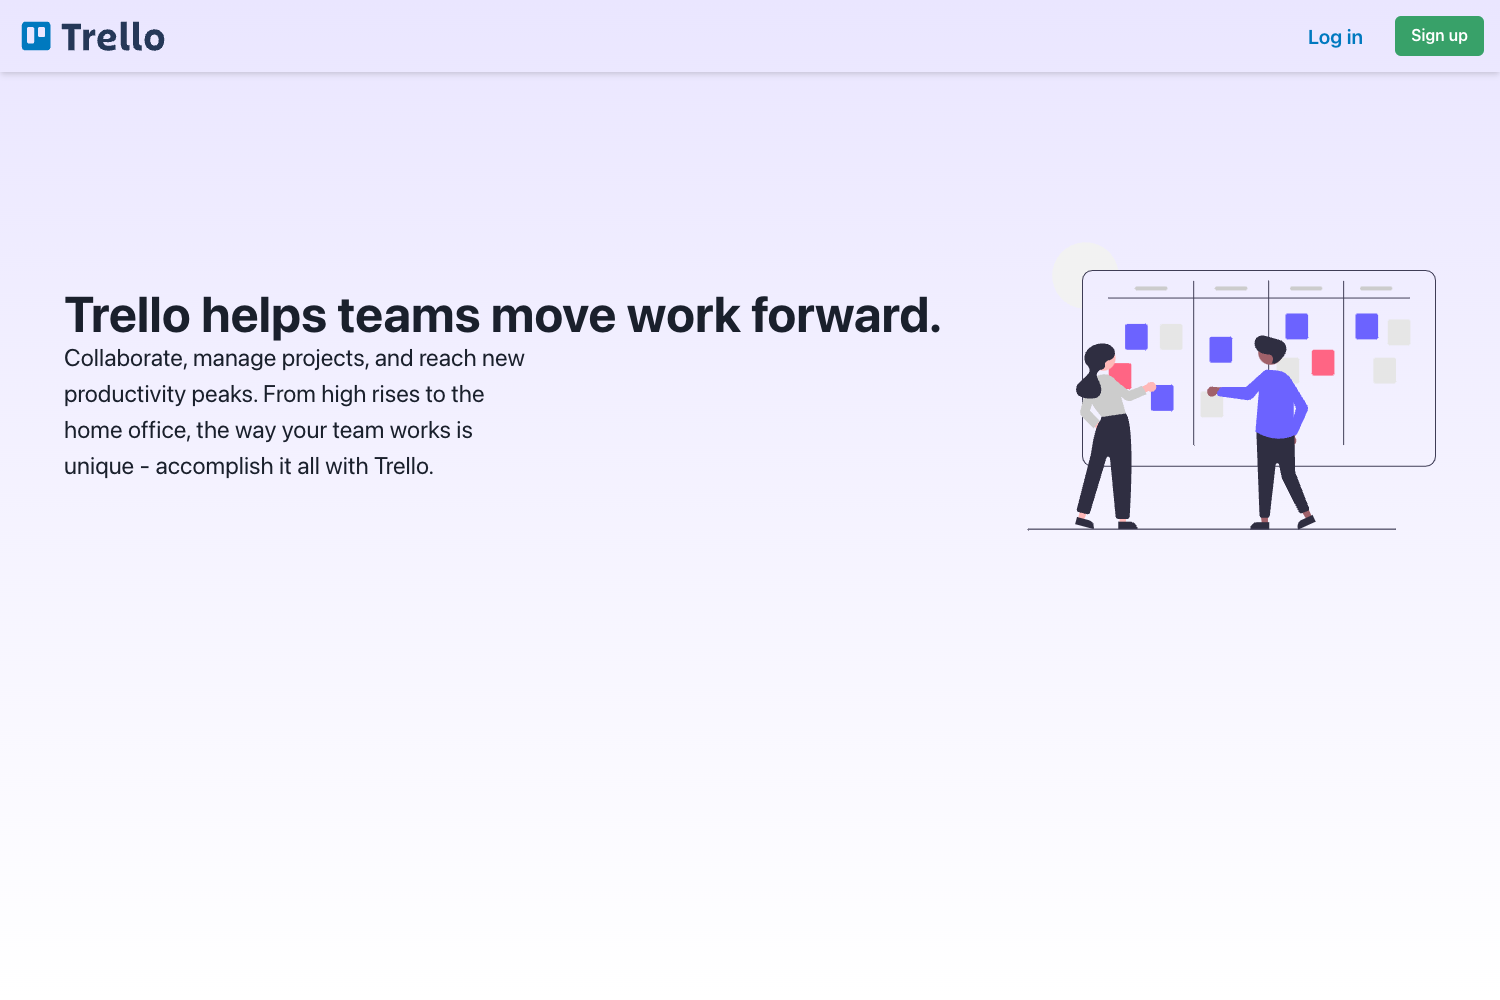 Trello
Log in
Sign up
Trello helps teams move work forward.
Collaborate, manage projects, and reach new
productivity peaks. From high rises to the
home office, the way your team works is
unique - accomplish it all with Trello.